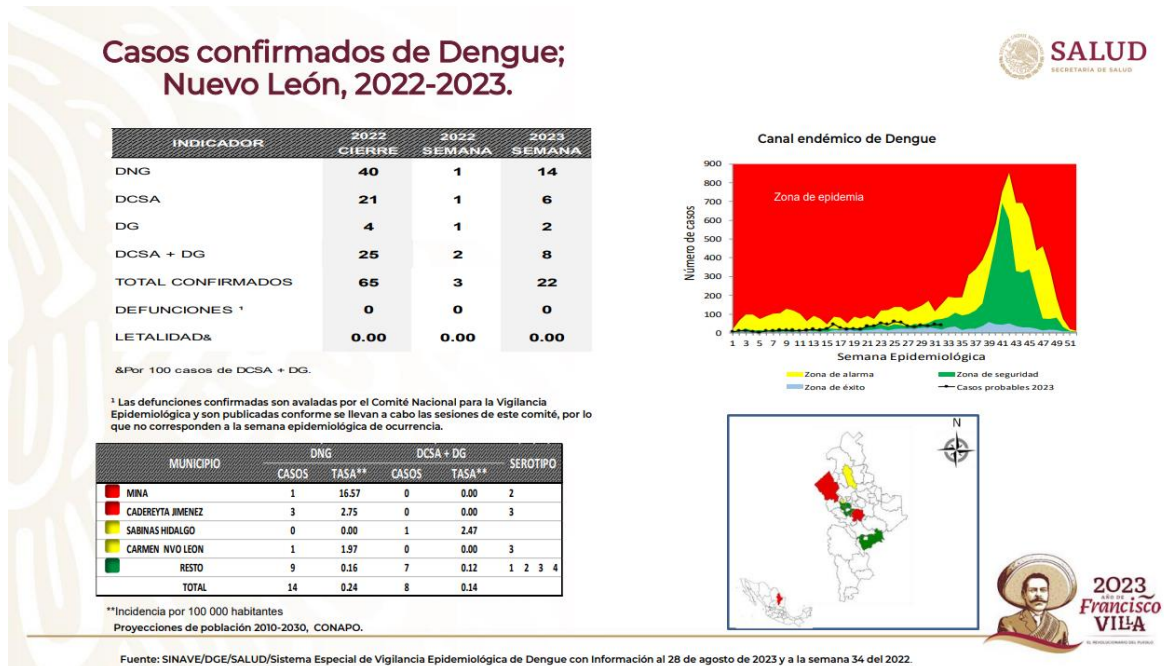 Casos confirmados de Dengue;
Nuevo León, 2022-2023.
SALUD
SECRETARÍA DE SALUD
INDICADOR 2022 CIERRE 2022 SEMANA 2023 SEMANA
DNG 40 1 14
DCSA 21 1 6
DG 4 1 2
DCSA + DG 25 2 8
TOTAL CONFIRMADOS 65 3 22
DEFUNCIONES ¹ 0 0 0
LETALIDAD& 0.00 0.00 0.00
&Por 100 casos de DCSA + DG.
¹ Las defunciones confirmadas son avaladas por el Comité Nacional para la Vigilancia
Epidemiológica y son publicadas conforme se llevan a cabo las sesiones de este comité, por lo
que no corresponden a la semana epidemiológica de ocurrencia.
MUNICIPIO DNG DCSA + DG SEROTIPO
CASOS TASA** CASOS TASA**
MINA 1 16.57 0 0.00 2
CADEREYTA JIMENEZ 3 2.75 0 0.00 3
SABINAS HIDALGO 0 0.00 1 2.47
CARMEN NVO LEON 1 1.97 0 0.00 3
RESTO 9 0.16 7 0.12 1 2 3 4
TOTAL 14 0.24 8 0.14
**Incidencia por 100 000 habitantes
Proyecciones de población 2010-2030, CONAPO.
Canal endémico de Dengue
Número de casos
900
800
700
600
500
400
300
200
100
0
Zona de epidemia
1 3 5 7 9 11 13 15 17 19 21 23 25 27 29 31 33 35 37 39 41 43 45 47 49 51
Semana Epidemiológica
Zona de alarma Zona de seguridad
Zona de éxito Casos probables 2023
N
2023
AÑO DE
Francisco
VILLA
EL REVOLUCIONARIO DEL PUEBLO
Fuente: SINAVE/DGE/SALUD/Sistema Especial de Vigilancia Epidemiológica de Dengue con Información al 28 de agosto de 2023 y a la semana 34 del 2022.